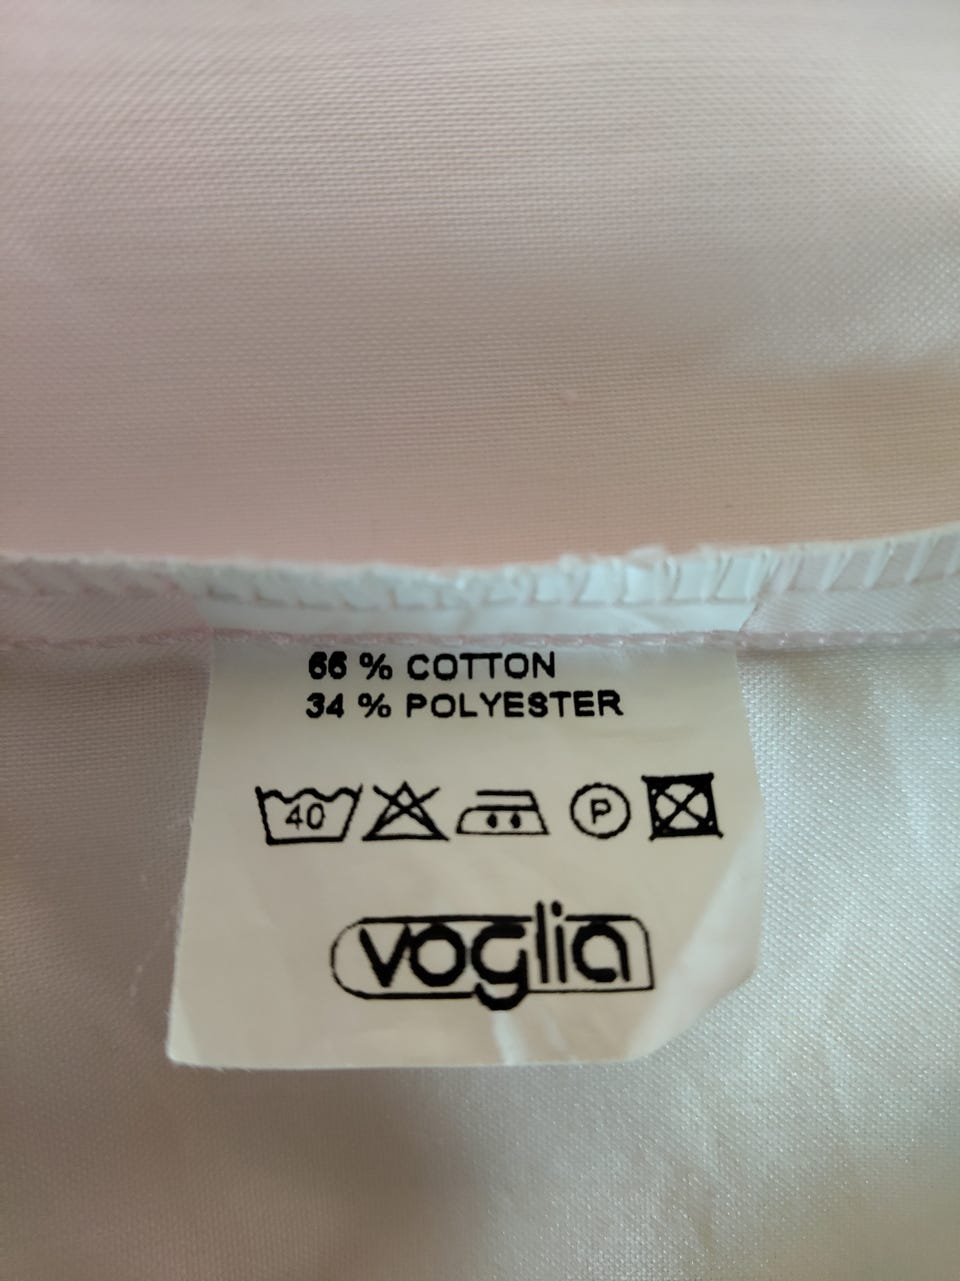 66 % COTTON
34 % POLYESTER
40 P
voglia